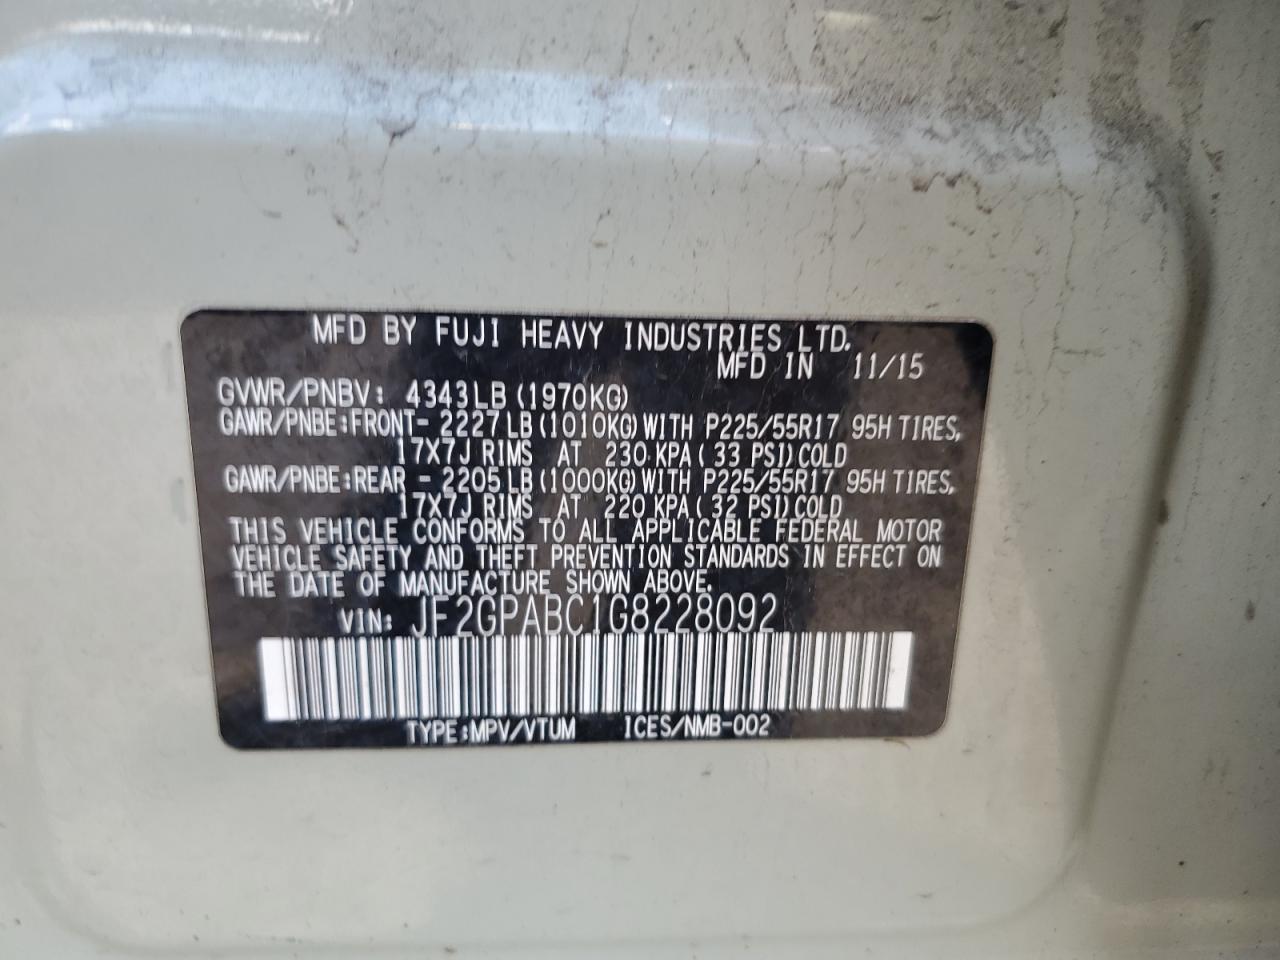 MFD BY FUJI HEAVY INDUSTRIES LTD.
MFD IN 11/15
GVWR/PNBV: 4343LB (1970KG)
GAWR/PNBE:FRONT- 2227LB (1010KG) WITH P225/55R17 95H TIRES,
17X7J RIMS AT 230 KPA( 33 PSI) COLD
GAWR/PNBE:REAR - 2205LB (1000KG) WITH P225/55R17 95H TIRES,
17X7J RIMS AT 220 KPA( 32 PSI) COLD
THIS VEHICLE CONFORMS TO ALL APPLICABLE FEDERAL MOTOR
VEHICLE SAFETY AND THEFT PREVENTION STANDARDS IN EFFECT ON
THE DATE OF MANUFACTURE SHOWN ABOVE.
VIN: JF2GPABC1G8228092
TYPE:MPV/VTUM ICES/NMB-002